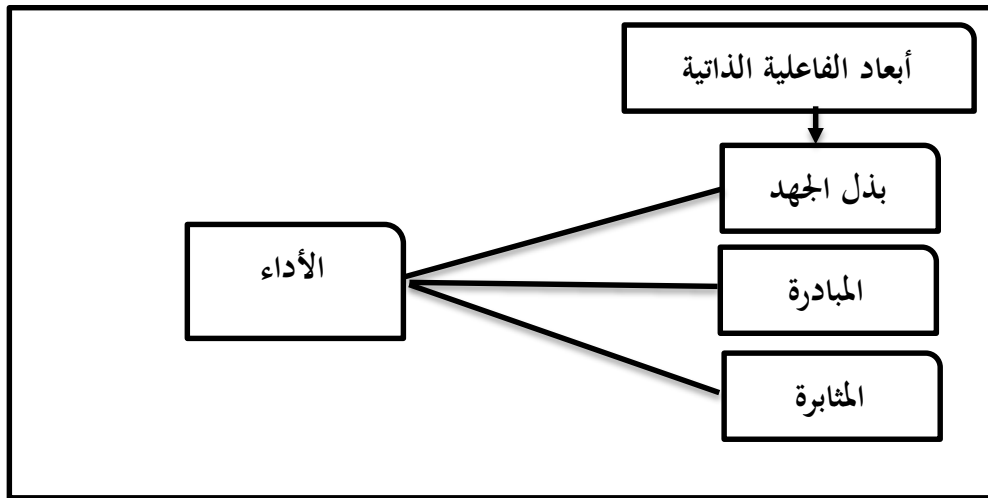 أبعاد الفاعلية الذاتية
بذل الجهد
الأداء
المبادرة
المثابرة